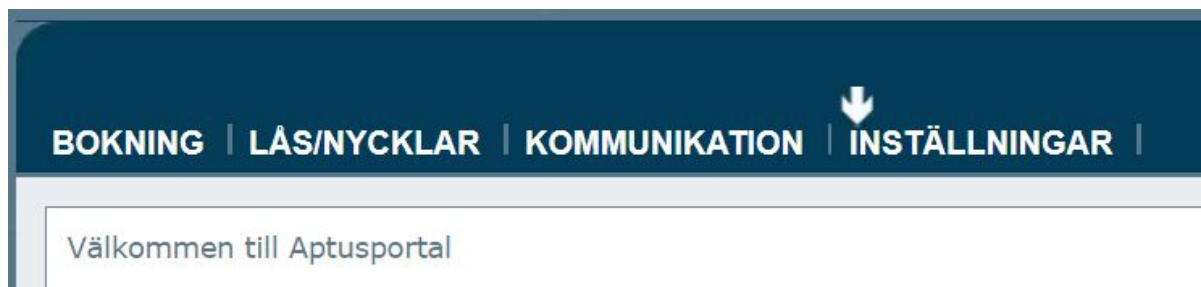 BOKNING | LÅS/NYCKLAR | KOMMUNIKATION | INSTÄLLNINGAR |
Välkommen till Aptusportal